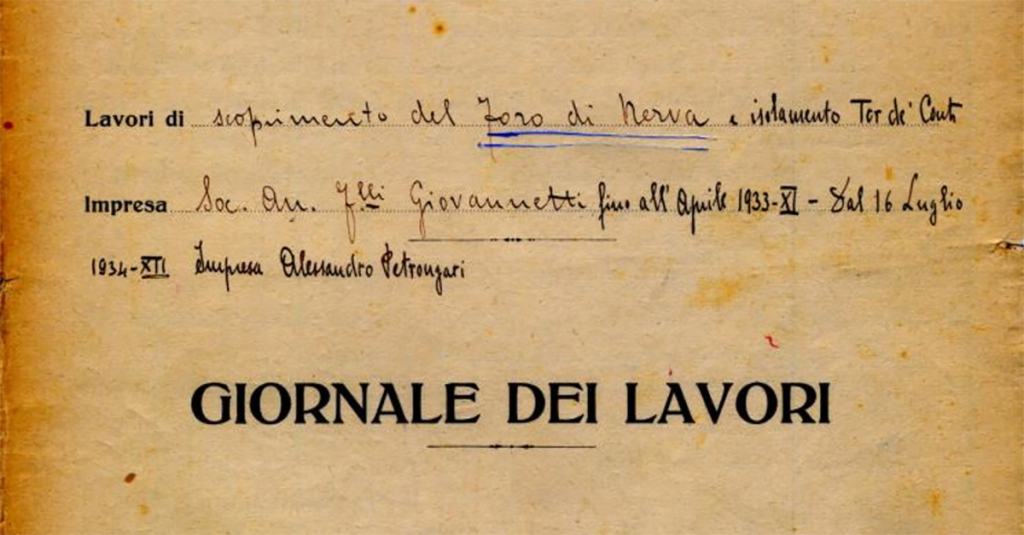 Lavori di scoprimento del Foro di Nerva e isolamento Tor de' Conti
Impresa Soc. An. F.lli Giovannetti fino all'Aprile 1933-XI - Dal 16 Luglio
1934-XII Impresa Alessandro Petrongari
GIORNALE DEI LAVORI